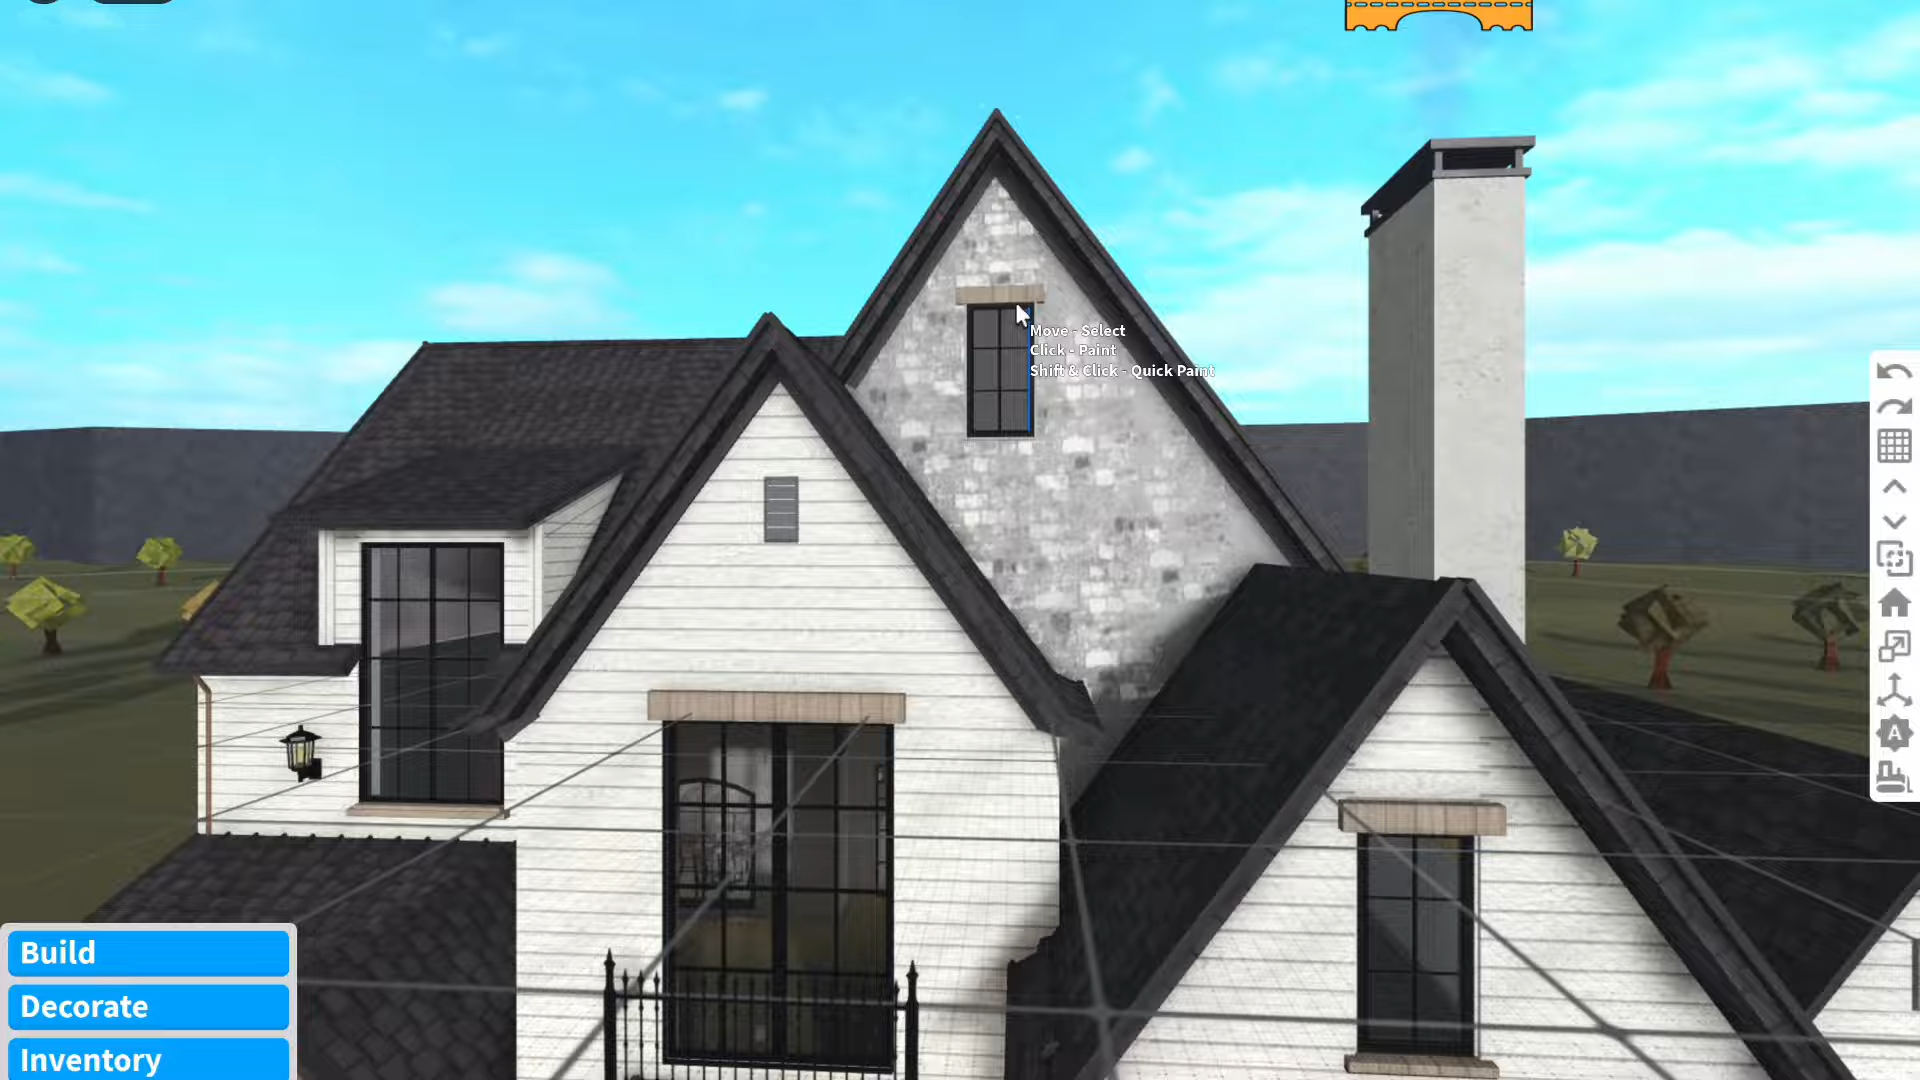 Move - Select
Click - Paint
Shift & Click - Quick Paint
A
Build
Decorate
Inventory